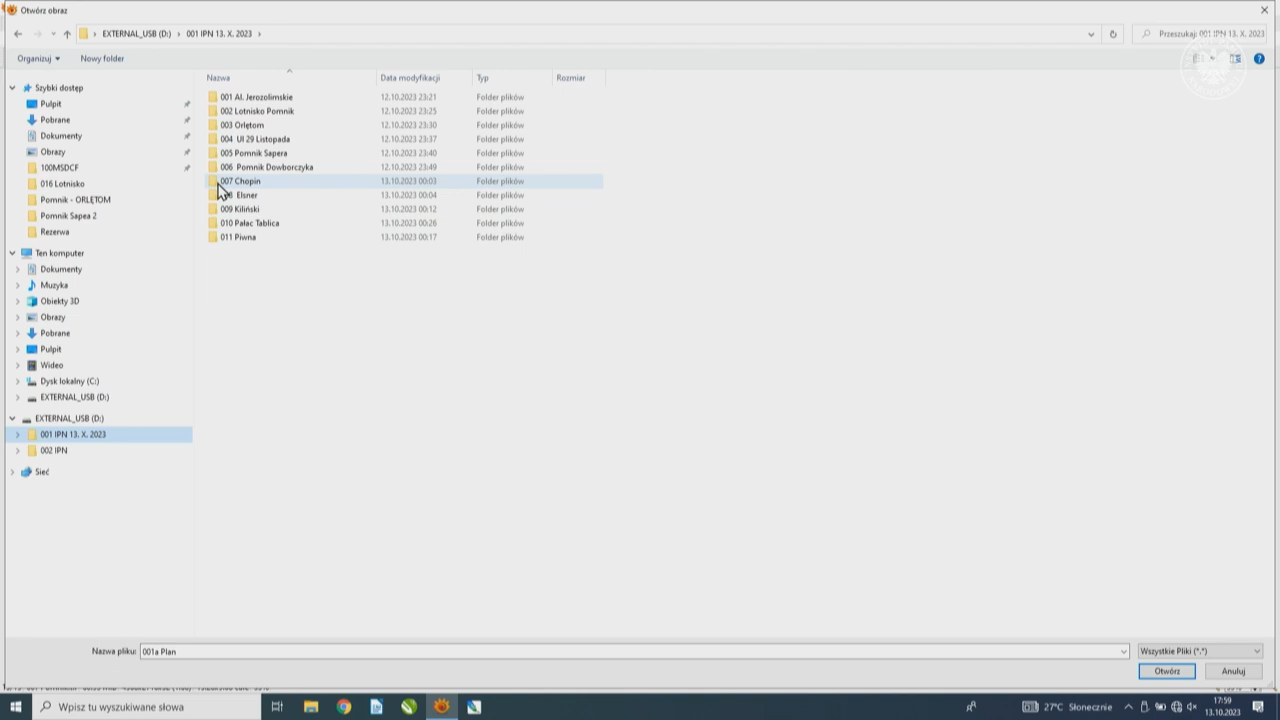 Otwórz obraz
EXTERNAL_USB (D:) › 001 IPN 13. X. 2023 ›
Przeszukaj: 001 IPN 13. X. 2023
Organizuj
Nowy folder
Nazwa
Data modyfikacji
Typ
Rozmiar
001 Al. Jerozolimskie 12.10.2023 23:21 Folder plików
002 Lotnisko Pomnik 12.10.2023 23:25 Folder plików
003 Orlętom 12.10.2023 23:30 Folder plików
004 Ul 29 Listopada 12.10.2023 23:37 Folder plików
005 Pomnik Sapera 12.10.2023 23:40 Folder plików
006 Pomnik Dowborczyka 12.10.2023 23:49 Folder plików
007 Chopin 13.10.2023 00:03 Folder plików
Elsner 13.10.2023 00:04 Folder plików
009 Kiliński 13.10.2023 00:12 Folder plików
010 Pałac Tablica 13.10.2023 00:26 Folder plików
011 Piwna 13.10.2023 00:17 Folder plików
Szybki dostęp
Pulpit
Pobrane
Dokumenty
Obrazy
100MSDCF
016 Lotnisko
Pomnik - ORLĘTOM
Pomnik Sapea 2
Rezerwa
Ten komputer
Dokumenty
Muzyka
Obiekty 3D
Obrazy
Pobrane
Pulpit
Wideo
Dysk lokalny (C:)
EXTERNAL_USB (D:)
EXTERNAL_USB (D:)
001 IPN 13. X. 2023
002 IPN
Sieć
Nazwa pliku: 001a Plan
Wszystkie Pliki (*.*)
Otwórz
Anuluj
Wpisz tu wyszukiwane słowa
27°C Słonecznie
17:59
13.10.2023